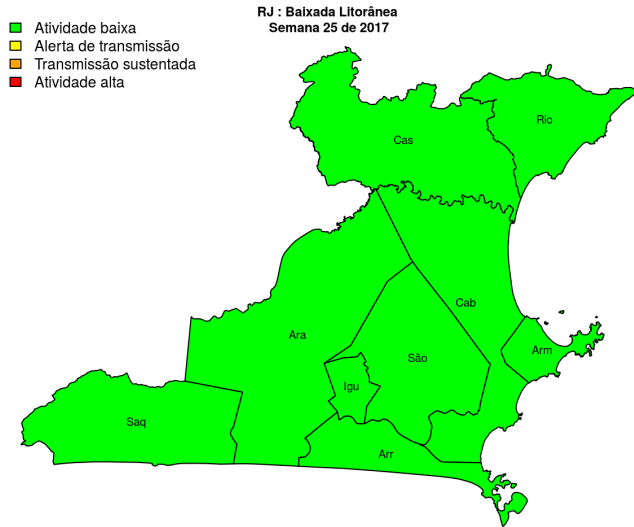 RJ : Baixada Litorânea
Semana 25 de 2017
Atividade baixa
Alerta de transmissão
Transmissão sustentada
Atividade alta
Rio
Cas
Cab
Ara
Arm
São
Igu
Saq
Arr